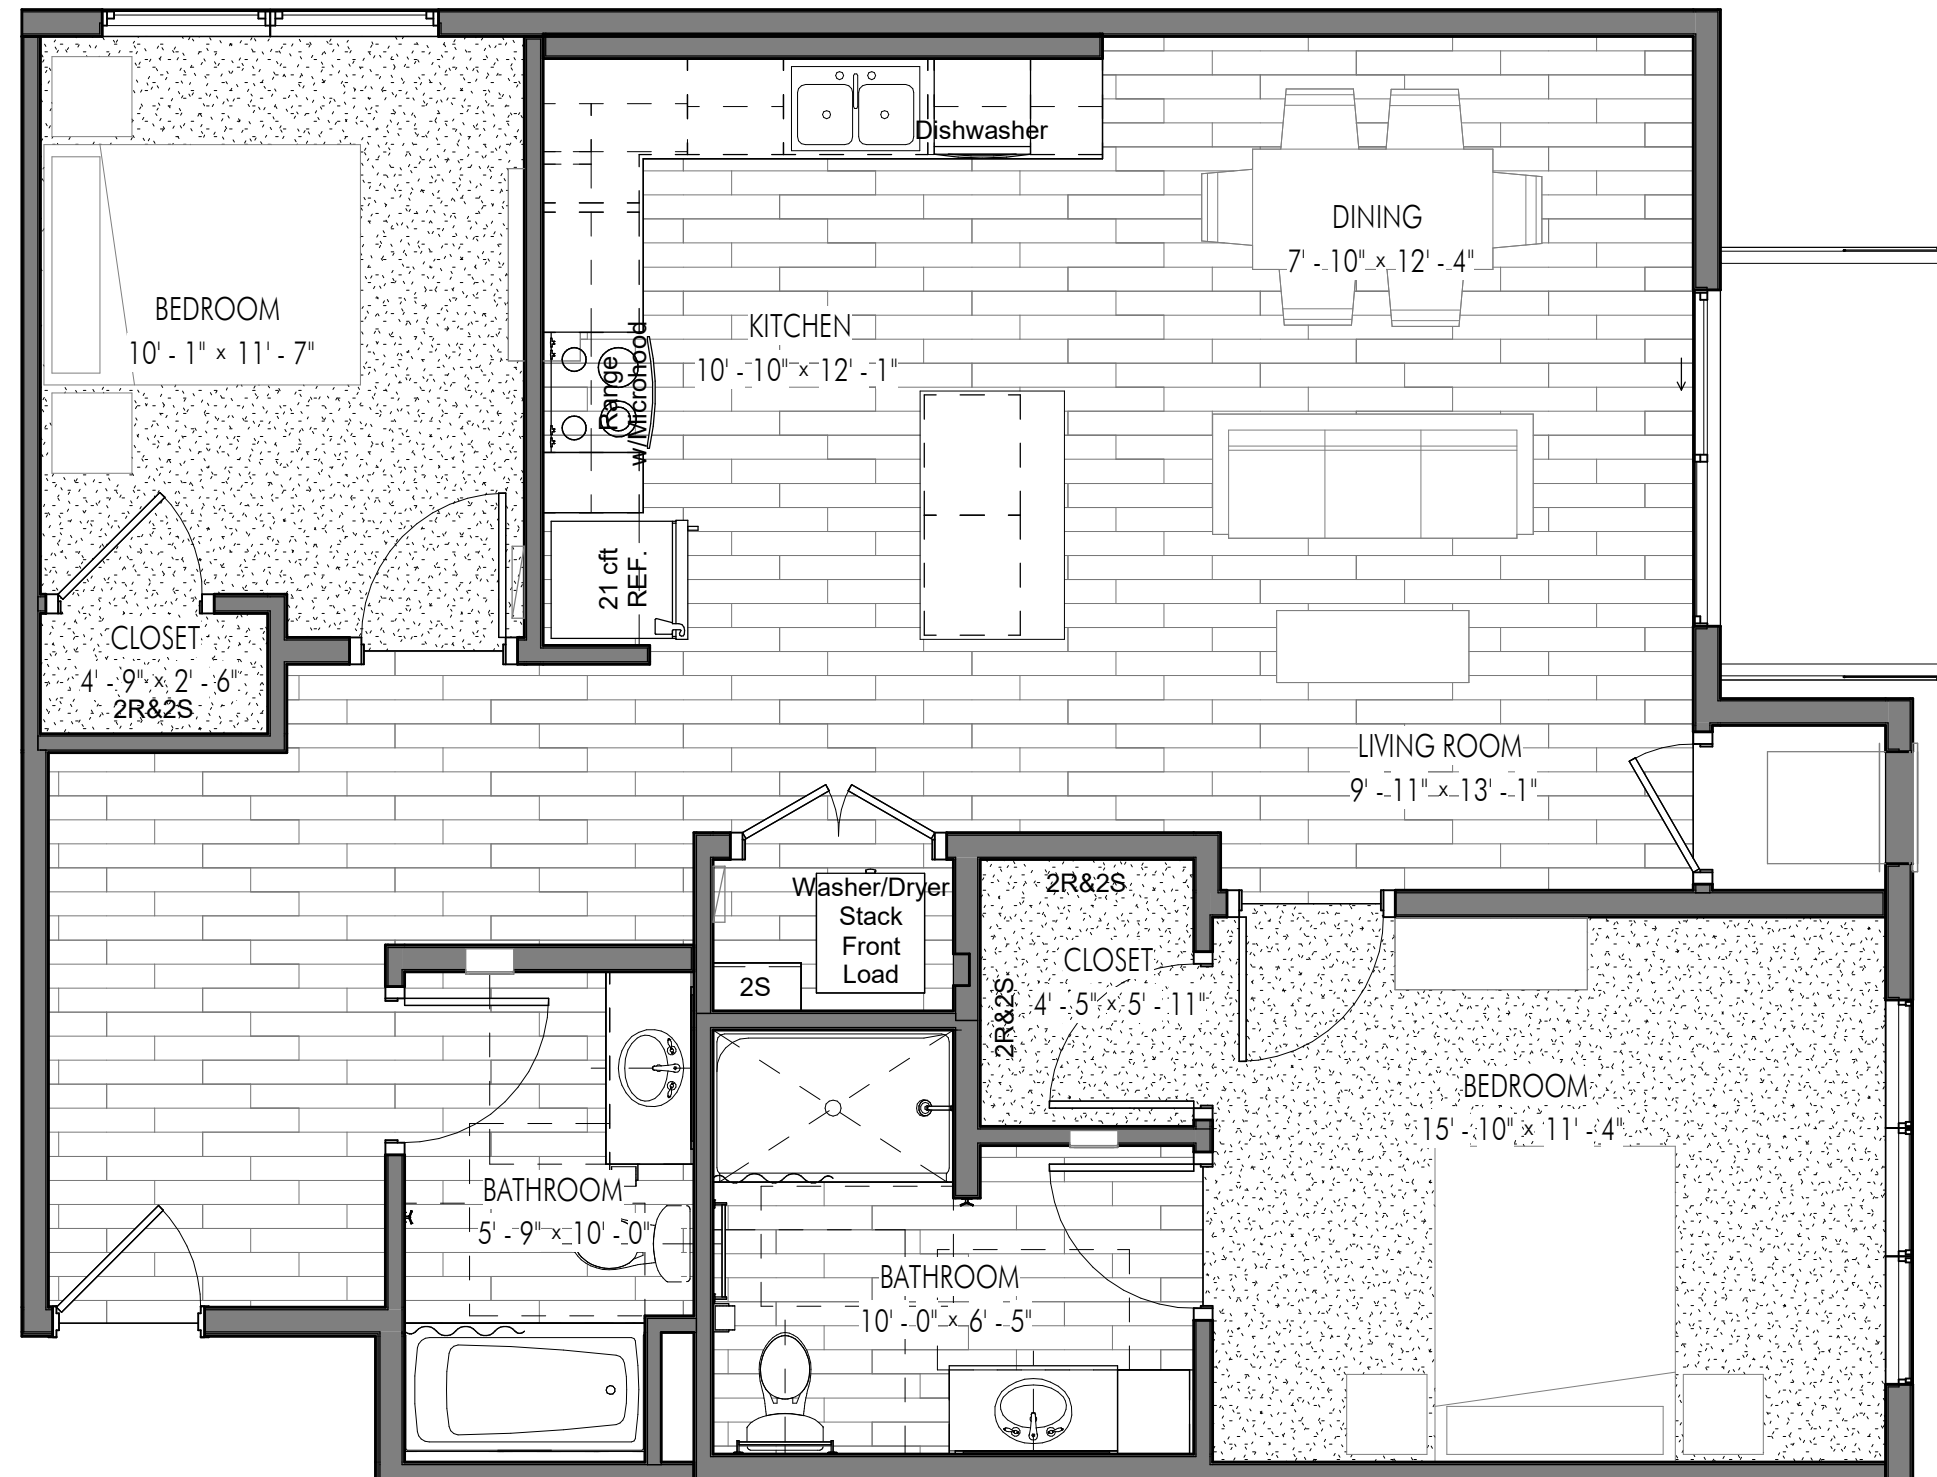 Dishwasher
DINING
7' - 10" x 12' - 4"
BEDROOM
10' - 1" x 11' - 7"
KITCHEN
10' - 10" x 12' - 1"
Range
w/Microhood
21 cft
REF.
CLOSET
4' - 9" x 2' - 6"
2R&2S
LIVING ROOM
9' - 11" x 13' - 1"
Washer/Dryer
Stack
Front
Load
2S
2R&2S
CLOSET
4' - 5" x 5' - 11"
2R&2S
BEDROOM
15' - 10" x 11' - 4"
BATHROOM
5' - 9" x 10' - 0"
BATHROOM
10' - 0" x 6' - 5"